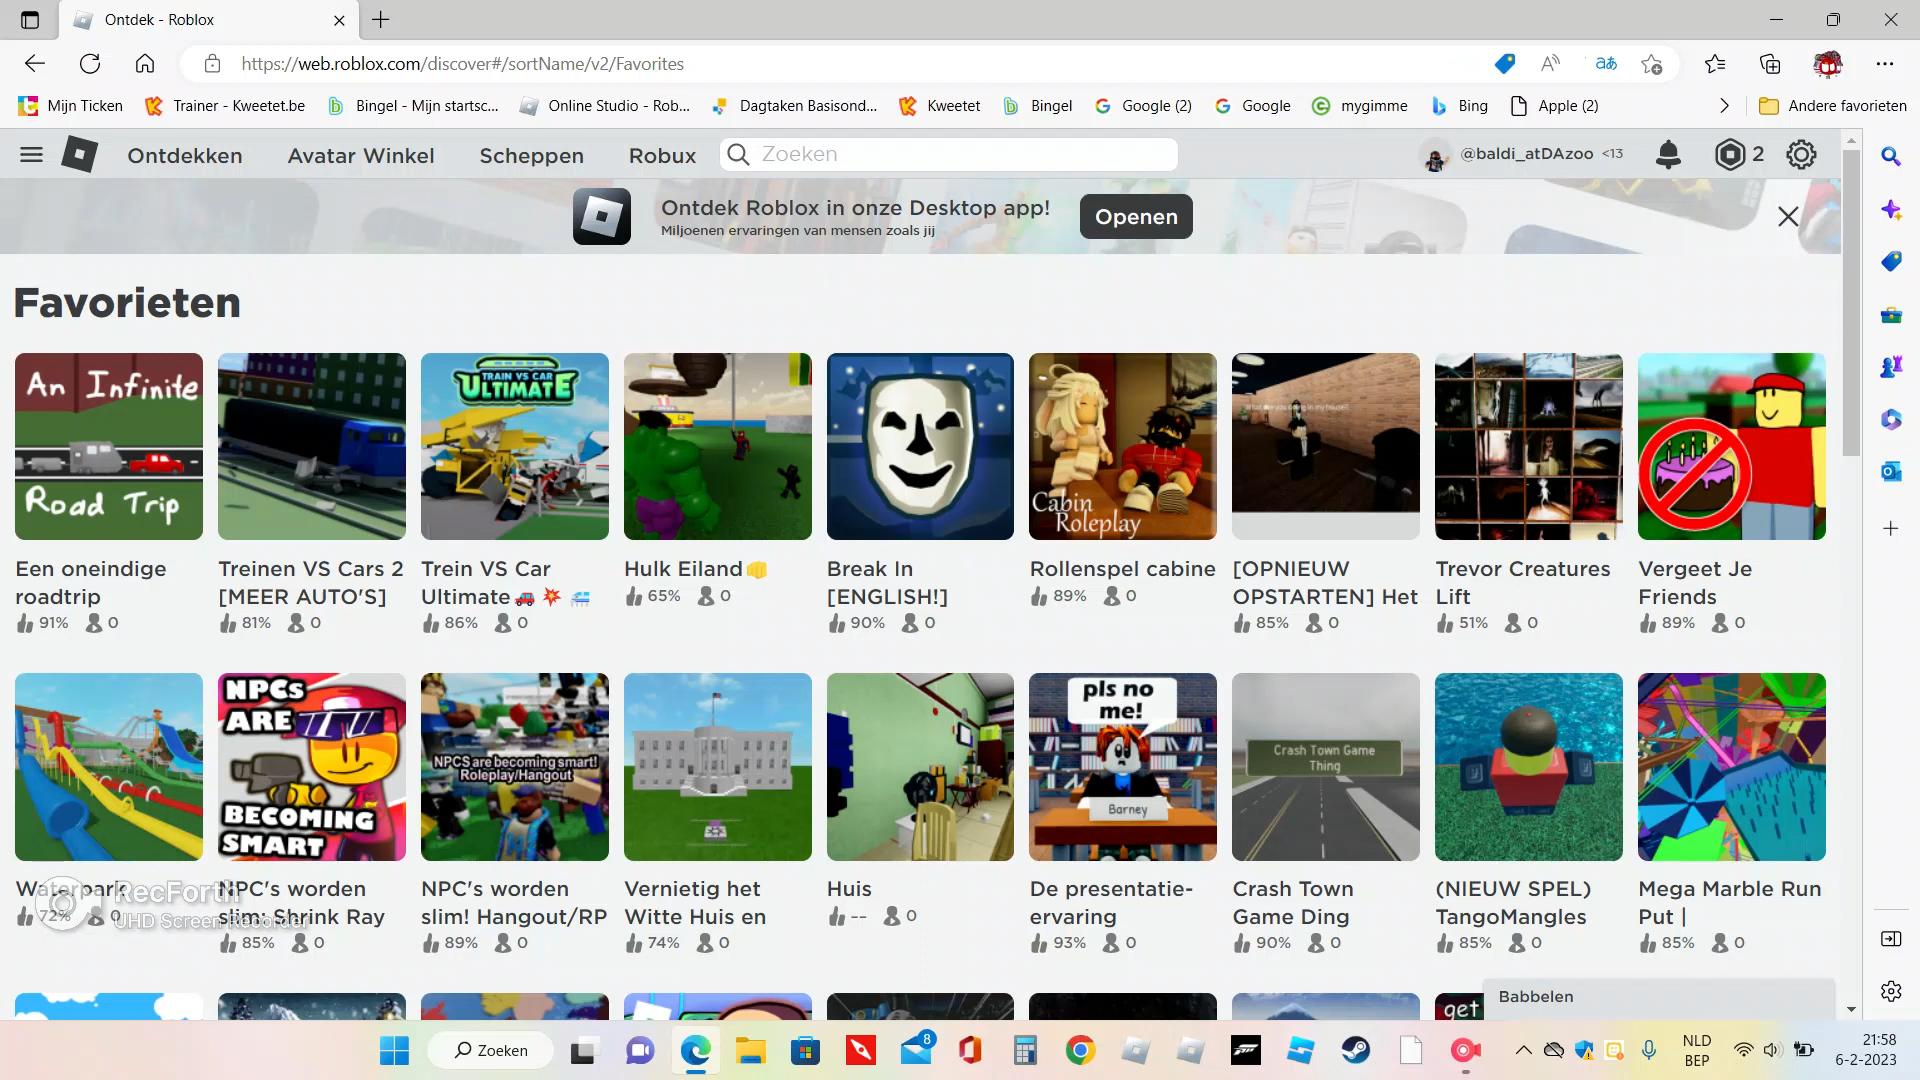 Ontdek - Roblox
https://web.roblox.com/discover#/sortName/v2/Favorites
Mijn Ticken
Trainer - Kweetet.be
Bingel - Mijn startsc...
Online Studio - Rob...
Dagtaken Basisond...
Kweetet
Bingel
Google (2)
Google
mygimme
Bing
Apple (2)
Andere favorieten
Ontdekken
Avatar Winkel
Scheppen
Robux
Zoeken
@baldi_atDAzoo <13
2
Ontdek Roblox in onze Desktop app!
Miljoenen ervaringen van mensen zoals jij
Openen
Favorieten
An Infinite
Road Trip
TRAIN VS CAR
ULTIMATE
Cabin
Roleplay
Een oneindige
roadtrip
91% 0
Treinen VS Cars 2
[MEER AUTO'S]
81% 0
Trein VS Car
Ultimate
86% 0
Hulk Eiland
65% 0
Break In
[ENGLISH!]
90% 0
Rollenspel cabine
89% 0
[OPNIEUW
OPSTARTEN] Het
85% 0
Trevor Creatures
Lift
51% 0
Vergeet Je
Friends
89% 0
NPCs
ARE
BECOMING
SMART
NPCS are becoming smart!
Roleplay/Hangout
pls no
me!
Barney
Crash Town Game
Thing
Waterpark
72% 0
NPC's worden
slim: Shrink Ray
85% 0
NPC's worden
slim! Hangout/RP
89% 0
Vernietig het
Witte Huis en
74% 0
Huis
-- 0
De presentatie-
ervaring
93% 0
Crash Town
Game Ding
90% 0
(NIEUW SPEL)
TangoMangles
85% 0
Mega Marble Run
Put |
85% 0
RecForth
UHD Screen Recorder
get
Babbelen
Zoeken
8
NLD
BEP
21:58
6-2-2023